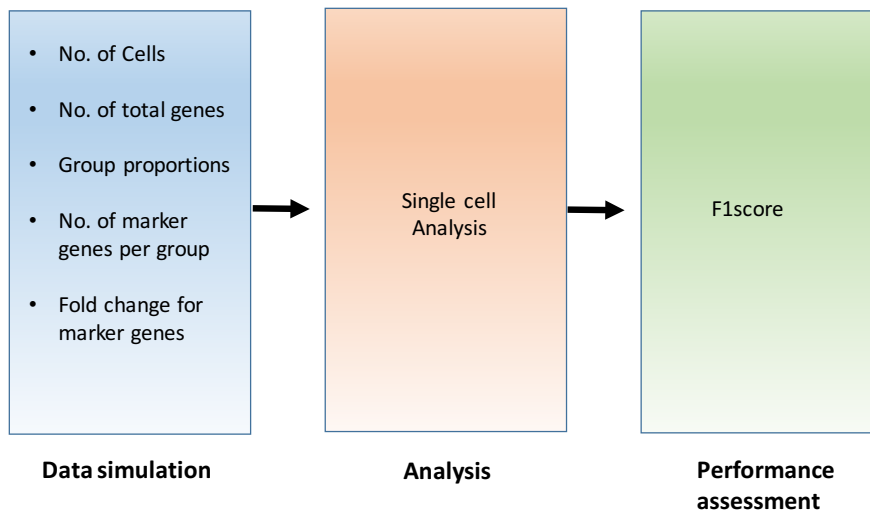 • No. of Cells
• No. of total genes
• Group proportions
• No. of marker
genes per group
• Fold change for
marker genes
Single cell
Analysis
F1score
Data simulation
Analysis
Performance
assessment